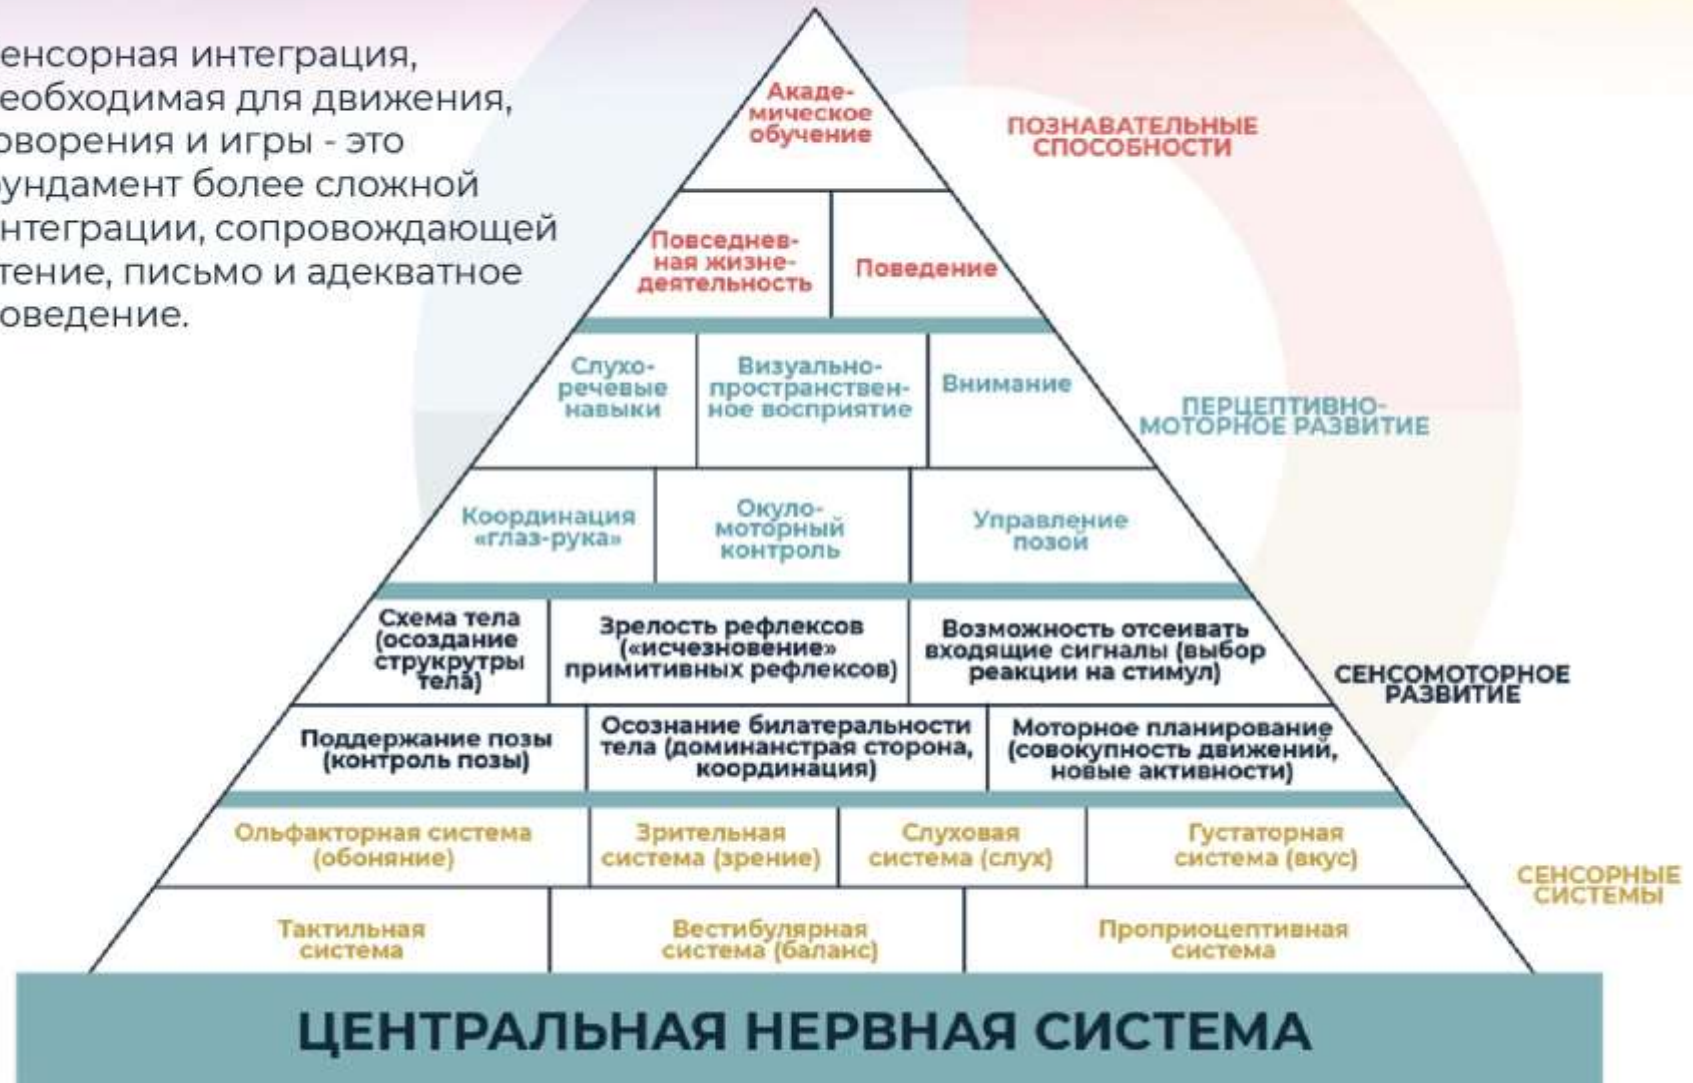 енсорная интеграция,
еобходимая для движения,
оворения и игры - это
ундамент более сложной
нтеграции, сопровождающей
тение, письмо и адекватное
оведение.
Акаде-
мическое
обучение
ПОЗНАВАТЕЛЬНЫЕ
СПОСОБНОСТИ
Повседнев-
ная жизне-
деятельность
Поведение
Слухо-
речевые
навыки
Визуально-
пространствен-
ное восприятие
Внимание
ПЕРЦЕПТИВНО-
МОТОРНОЕ РАЗВИТИЕ
Координация
«глаз-рука»
Окуло-
моторный
контроль
Управление
позой
Схема тела
(осоздание
струкрутры
тела)
Зрелость рефлексов
(«исчезновение»
примитивных рефлексов)
Возможность отсеивать
входящие сигналы (выбор
реакции на стимул)
СЕНСОМОТОРНОЕ
РАЗВИТИЕ
Поддержание позы
(контроль позы)
Осознание билатеральности
тела (доминанстрая сторона,
координация)
Моторное планирование
(совокупность движений,
новые активности)
Ольфакторная система
(обоняние)
Зрительная
система (зрение)
Слуховая
система (слух)
Густаторная
система (вкус)
СЕНСОРНЫЕ
СИСТЕМЫ
Тактильная
система
Вестибулярная
система (баланс)
Проприоцептивная
система
ЦЕНТРАЛЬНАЯ НЕРВНАЯ СИСТЕМА